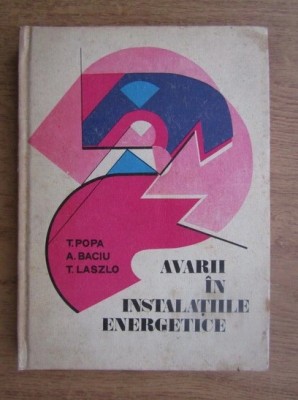 T. POPA
A. BACIU
T. LASZLO
AVARII
ÎN
INSTALAȚIILE
ENERGETICE